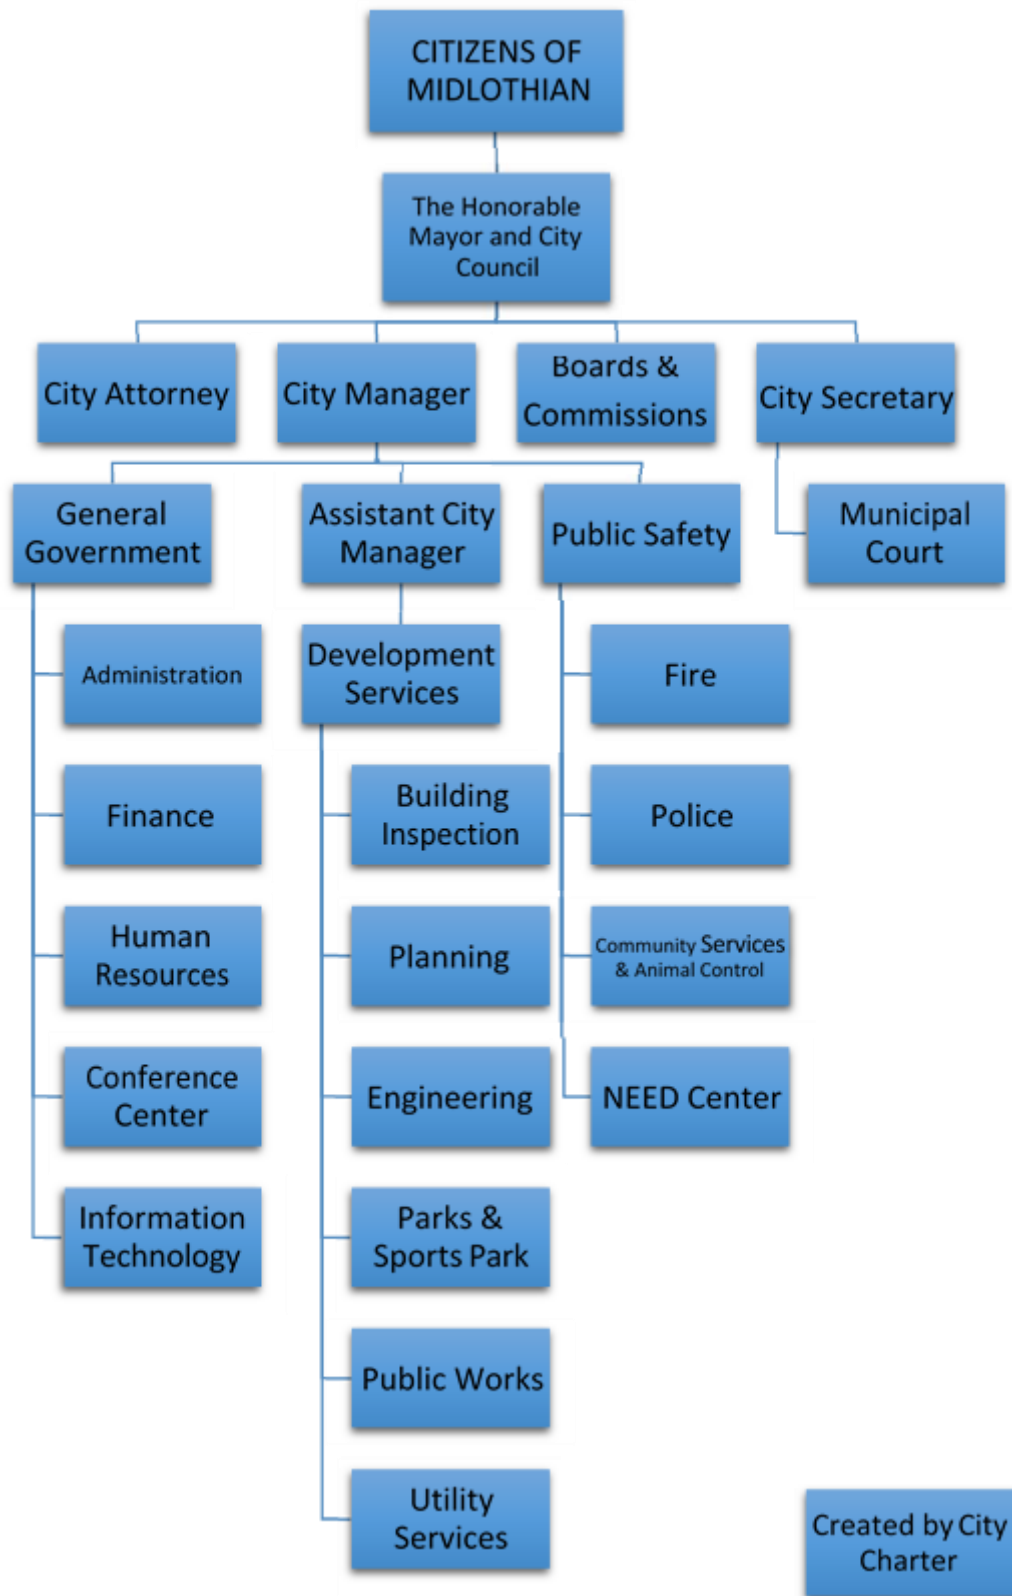 CITIZENS OF
MIDLOTHIAN
The Honorable
Mayor and City
Council
City Attorney
City Manager
Boards &
Commissions
City Secretary
General
Government
Assistant City
Manager
Public Safety
Municipal
Court
Administration
Development
Services
Fire
Finance
Building
Inspection
Police
Human
Resources
Planning
Community Services
& Animal Control
Conference
Center
Engineering
NEED Center
Information
Technology
Parks &
Sports Park
Public Works
Utility
Services
Created by City
Charter